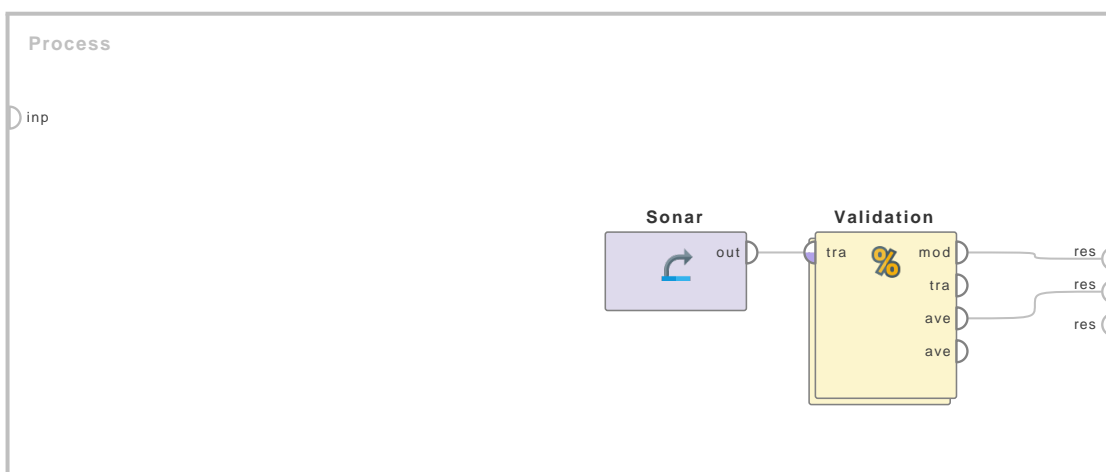 Process
inp
Sonar
Validation
out
tra
%
mod
res
tra
res
ave
res
ave